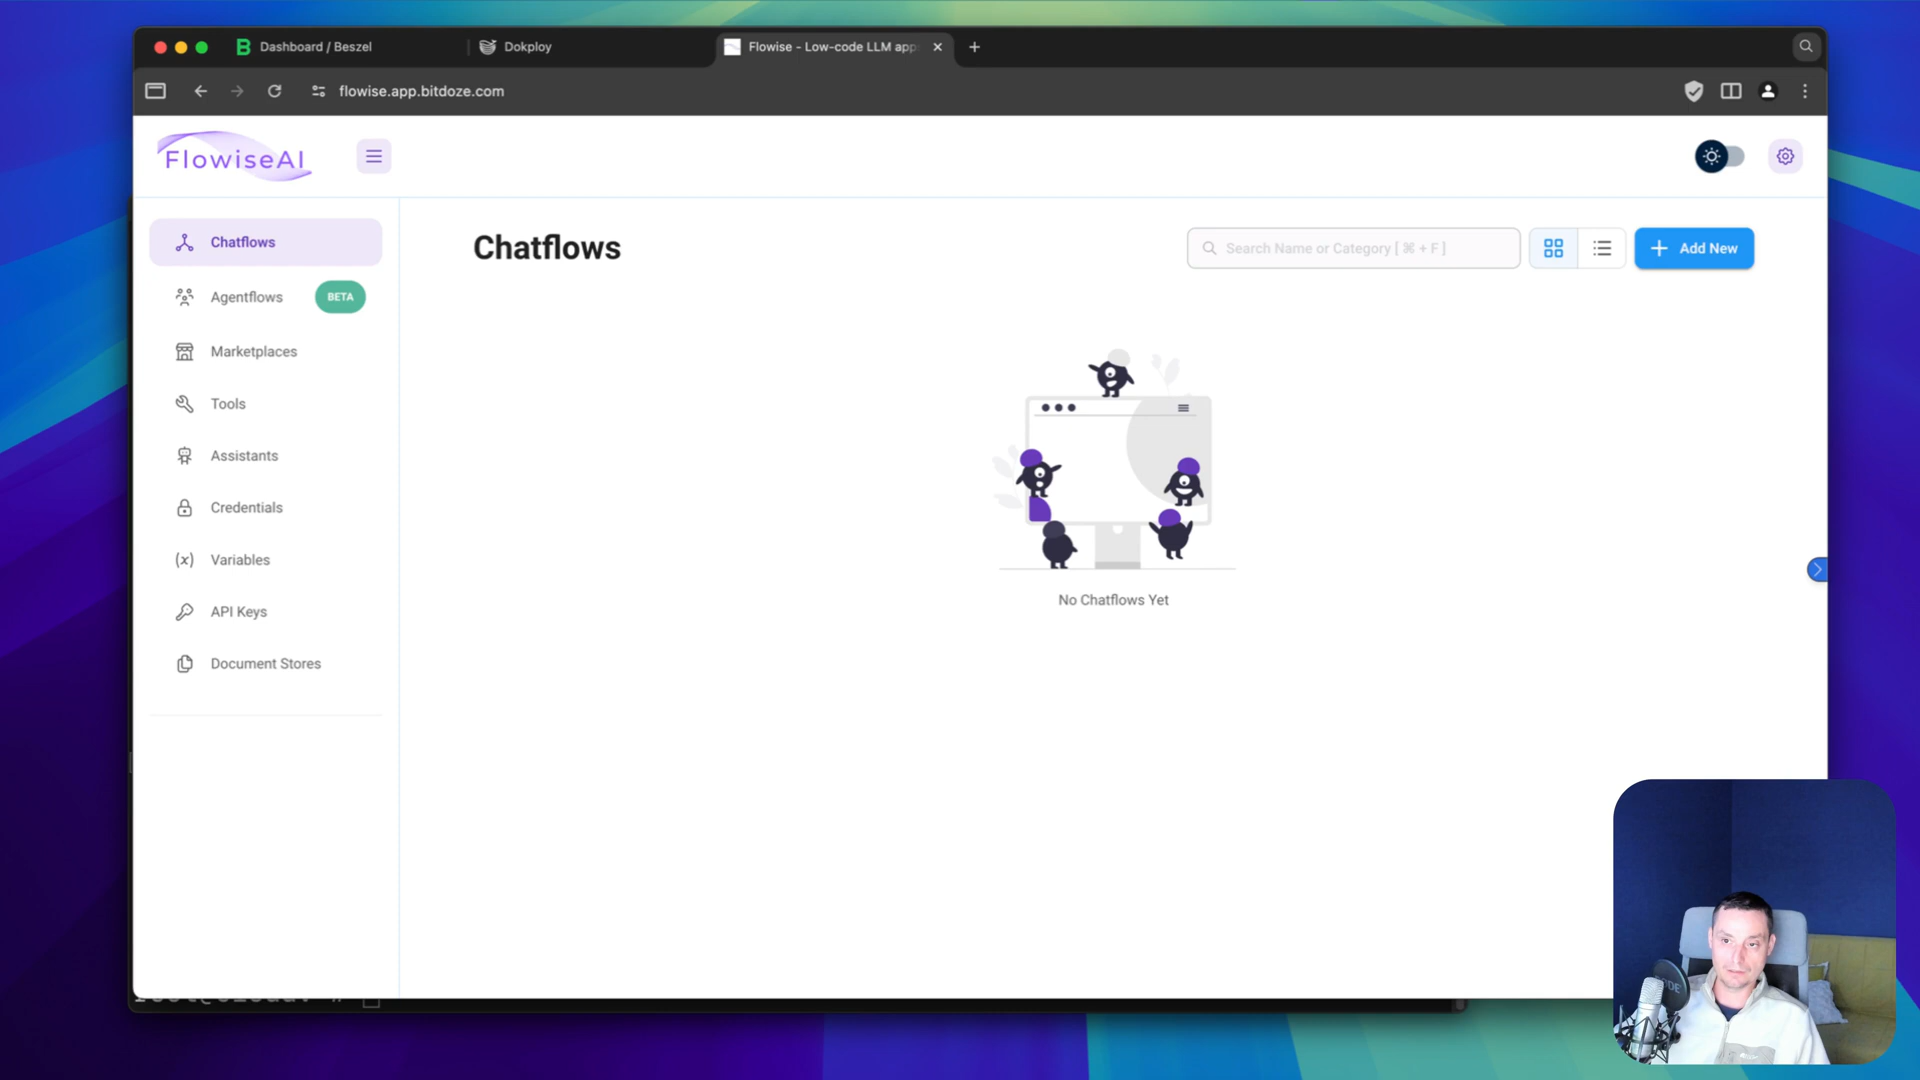 Dashboard / Beszel
Dokploy
Flowise - Low-code LLM app
flowise.app.bitdoze.com
FlowiseAI
Chatflows
Agentflows
BETA
Marketplaces
Tools
Assistants
Credentials
Variables
API Keys
Document Stores
Chatflows
Search Name or Category [ ⌘ + F ]
Add New
No Chatflows Yet